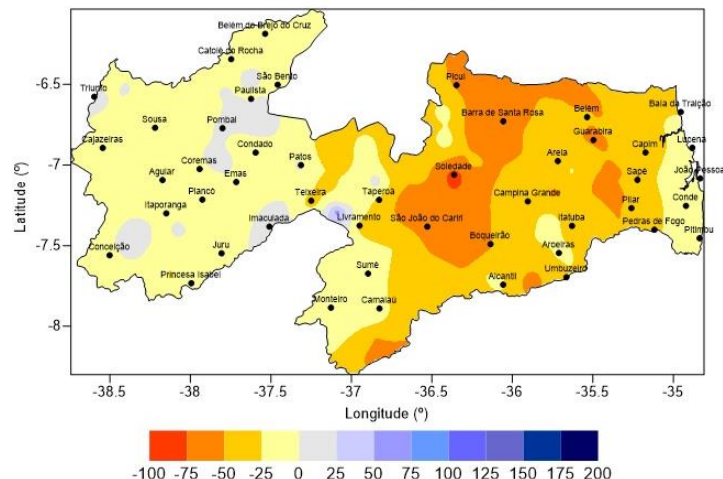 Belém do Brejo do Cruz
Catolé do Rocha
São Bento
Triunfo
Paulista
Picuí
Baía da Traição
Sousa
Pombal
Barra de Santa Rosa
Belém
Guarabira
Cajazeiras
Condado
Capim
Lucena
Coremas
Patos
Areia
Aguiar
Emas
Soledade
Sapé
João Pessoa
Piancó
Teixeira
Taperoá
Campina Grande
Pilar
Conde
Itaporanga
Imaculada
Livramento
São João do Cariri
Itatuba
Pedras de Fogo
Pitimbu
Conceição
Juru
Boqueirão
Aroeiras
Sumé
Princesa Isabel
Alcantil
Umbuzeiro
Monteiro
Camalaú
Latitude (º)
-6.5
-7
-7.5
-8
-38.5 -38 -37.5 -37 -36.5 -36 -35.5 -35
Longitude (º)
-100 -75 -50 -25 0 25 50 75 100 125 150 175 200